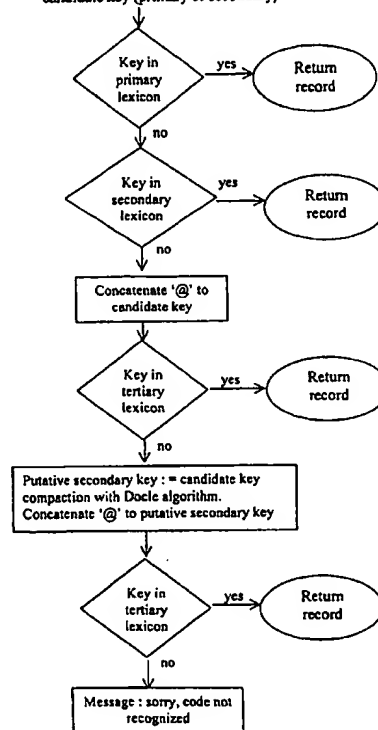 Key in
primary
lexicon
yes
Return
record
no
Key in
secondary
lexicon
yes
Return
record
no
Concatenate '@' to
candidate key
Key in
tertiary
lexicon
yes
Return
record
no
Putative secondary key : = candidate key
compaction with Docle algorithm.
Concatenate '@' to putative secondary key
Key in
tertiary
lexicon
yes
Return
record
no
Message : sorry, code not
recognized